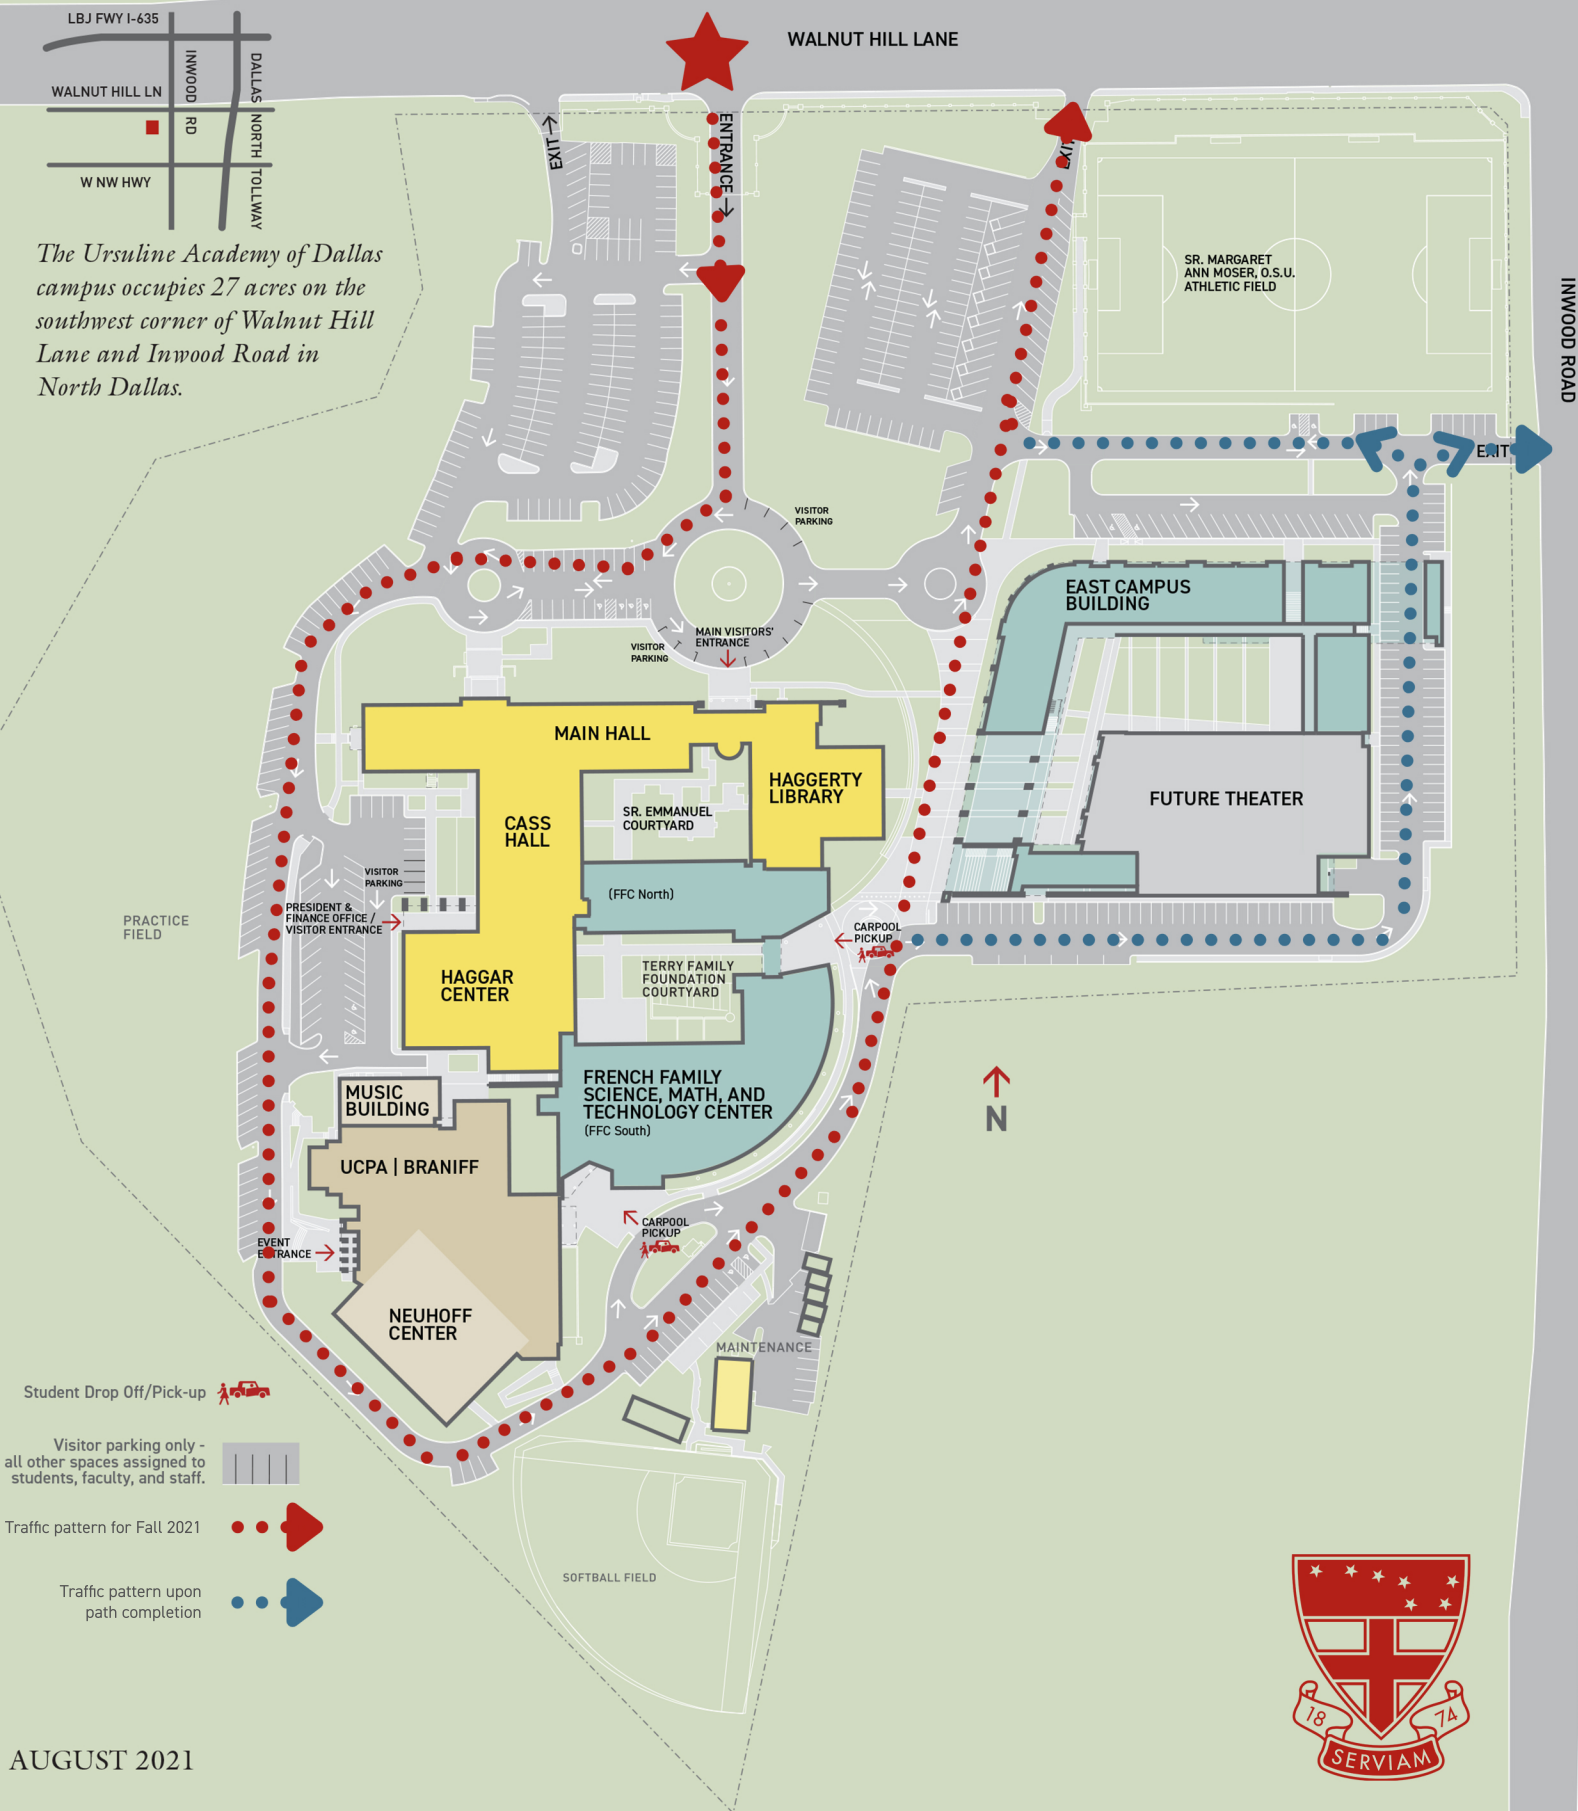 LBJ FWY I-635
INWOOD RD
DALLAS NORTH TOLLWAY
WALNUT HILL LN
W NW HWY
The Ursuline Academy of Dallas
campus occupies 27 acres on the
southwest corner of Walnut Hill
Lane and Inwood Road in
North Dallas.
WALNUT HILL LANE
EXIT
ENTRANCE
EXIT
SR. MARGARET
ANN MOSER, O.S.U.
ATHLETIC FIELD
INWOOD ROAD
EXIT
VISITOR
PARKING
MAIN VISITORS'
ENTRANCE
VISITOR
PARKING
EAST CAMPUS
BUILDING
MAIN HALL
HAGGERTY
LIBRARY
FUTURE THEATER
CASS
HALL
SR. EMMANUEL
COURTYARD
VISITOR
PARKING
(FFC North)
PRESIDENT &
FINANCE OFFICE /
VISITOR ENTRANCE
PRACTICE
FIELD
CARPOOL
PICKUP
HAGGAR
CENTER
TERRY FAMILY
FOUNDATION
COURTYARD
FRENCH FAMILY
SCIENCE, MATH, AND
TECHNOLOGY CENTER
(FFC South)
MUSIC
BUILDING
N
UCPA | BRANIFF
EVENT
ENTRANCE
CARPOOL
PICKUP
NEUHOFF
CENTER
MAINTENANCE
Student Drop Off/Pick-up
Visitor parking only -
all other spaces assigned to
students, faculty, and staff.
Traffic pattern for Fall 2021
Traffic pattern upon
path completion
SOFTBALL FIELD
18 74
SERVIAM
AUGUST 2021